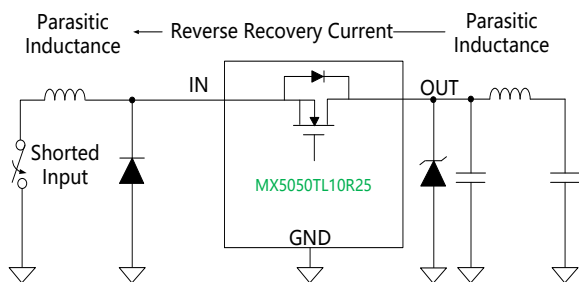 Parasitic
Inductance
Reverse Recovery Current
Parasitic
Inductance
IN
OUT
Shorted
Input
MX5050TL10R25
GND